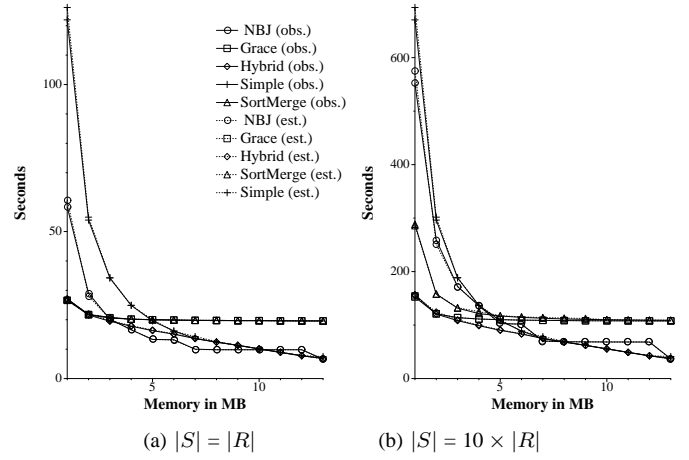 100
50
0
Seconds
5
10
Memory in MB
NBJ (obs.)
Grace (obs.)
Hybrid (obs.)
Simple (obs.)
SortMerge (obs.)
NBJ (est.)
Grace (est.)
Hybrid (est.)
SortMerge (est.)
Simple (est.)
(a) |S| = |R|
600
400
200
0
Seconds
5
10
Memory in MB
(b) |S| = 10 × |R|